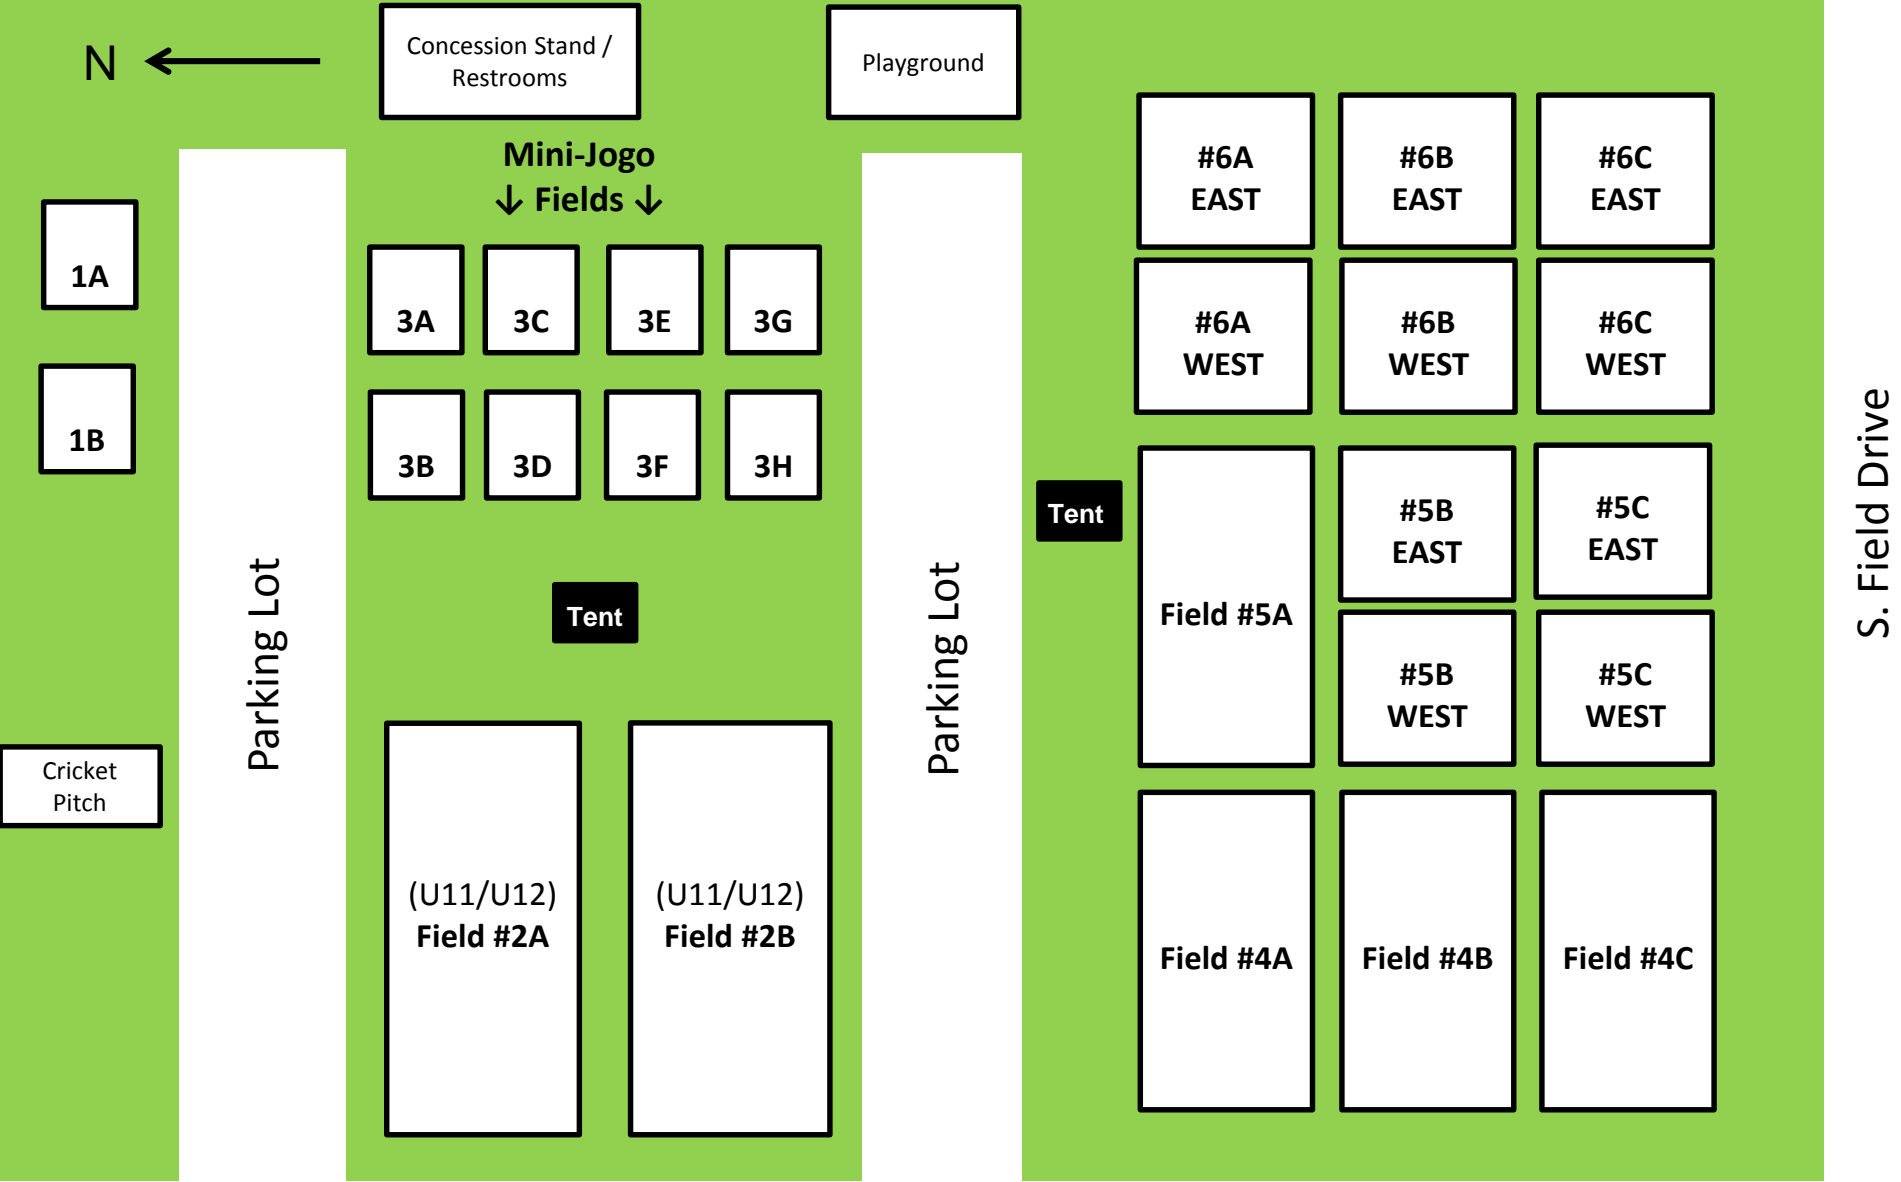 N
Concession Stand /
Restrooms
Playground
Mini-Jogo
↓ Fields ↓
1A
1B
Cricket
Pitch
Parking Lot
3A
3C
3E
3G
3B
3D
3F
3H
Tent
(U11/U12)
Field #2A
(U11/U12)
Field #2B
Parking Lot
#6A
EAST
#6B
EAST
#6C
EAST
#6A
WEST
#6B
WEST
#6C
WEST
Tent
Field #5A
#5B
EAST
#5C
EAST
#5B
WEST
#5C
WEST
Field #4A
Field #4B
Field #4C
S. Field Drive